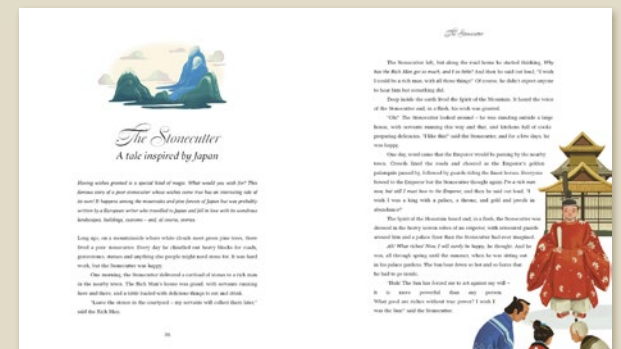 The Stonecutter
A tale inspired by Japan
Having wishes granted is a special kind of magic. What would you wish for? This
famous story of a poor stonecutter whose wishes come true has an interesting tale of
its own! It happens among the mountains and pine forests of Japan but was probably
written by a European writer who travelled to Japan and fell in love with its wondrous
landscapes, buildings, customs – and, of course, stories.
Long ago, on a mountainside where white clouds meet green pine trees, there
lived a poor stonecutter. Every day he chiselled out heavy blocks for roads,
gravestones, statues and anything else people might need stone for. It was hard
work, but the Stonecutter was happy.
One morning, the Stonecutter delivered a cartload of stones to a rich man
in the nearby town. The Rich Man's house was grand, with servants running
here and there, and a table loaded with delicious things to eat and drink.
"Leave the stones in the courtyard – my servants will collect them later,"
said the Rich Man.
The Stonecutter
The Stonecutter left, but along the road home he started thinking, Why
has the Rich Man got so much, and I so little? And then he said out loud, "I wish
I could be a rich man, with all those things!" Of course, he didn't expect anyone
to hear him but something did.
Deep inside the earth lived the Spirit of the Mountain. It heard the voice
of the Stonecutter and, in a flash, his wish was granted.
"Oh!" The Stonecutter looked around – he was standing outside a large
house, with servants running this way and that, and kitchens full of cooks
preparing delicacies. "I like this!" said the Stonecutter, and for a few days, he
was happy.
One day, word came that the Emperor would be passing by the nearby
town. Crowds lined the roads and cheered as the Emperor's golden
palanquin passed by, followed by guards riding the finest horses. Everyone
bowed to the Emperor but the Stonecutter thought again. I'm a rich man
now, but still I must bow to the Emperor, and then he said out loud, "I
wish I was a king with a palace, a throne, and gold and jewels in
abundance!"
The Spirit of the Mountain heard and, in a flash, the Stonecutter was
dressed in the heavy ornate robes of an emperor, with armed guards
around him and a palace finer than the Stonecutter had ever imagined.
Ah! What riches! Now, I will surely be happy, he thought. And he
was, all through spring until the summer, when he was sitting out
in his palace gardens. The Sun beat down so hot and so fierce that
he had to go inside.
"Huh! The Sun has forced me to act against my will –
it is more powerful than any person.
What good are riches without true power? I wish I
was the Sun!" said the Stonecutter.